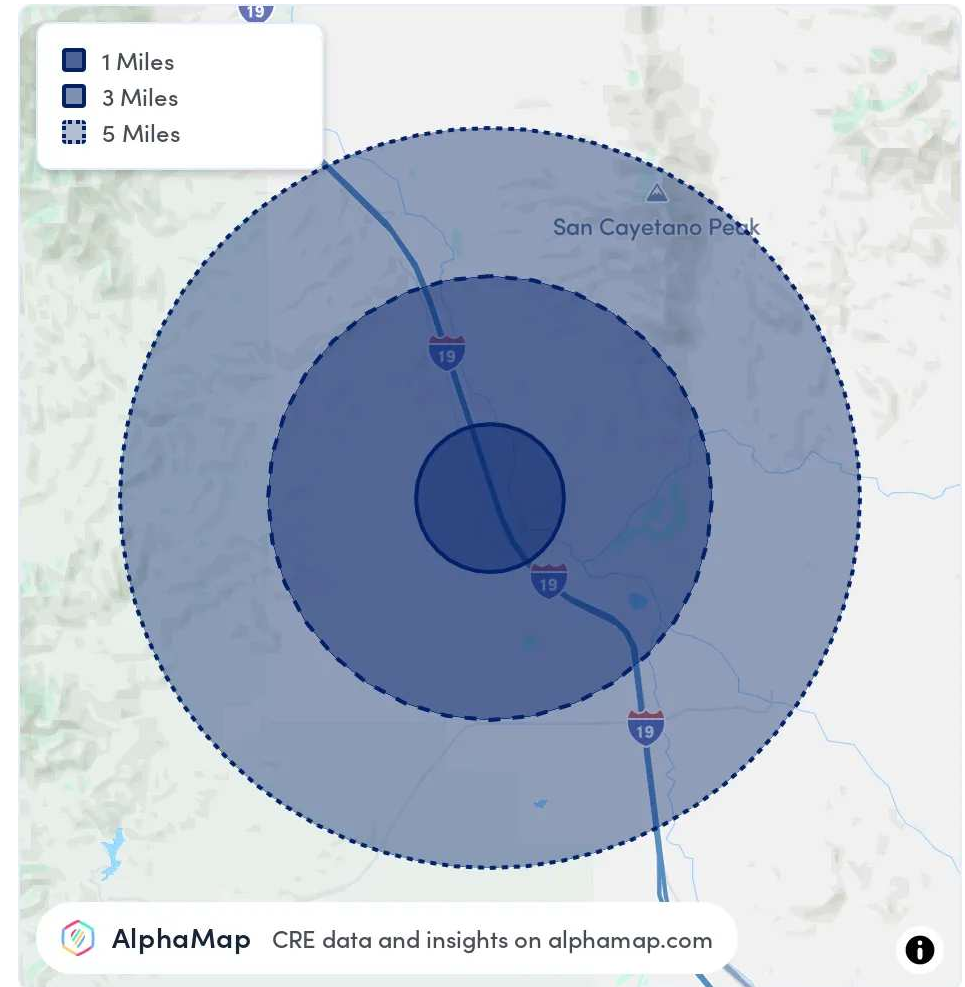 19
1 Miles
3 Miles
5 Miles
San Cayetano Peak
19
19
19
AlphaMap CRE data and insights on alphamap.com